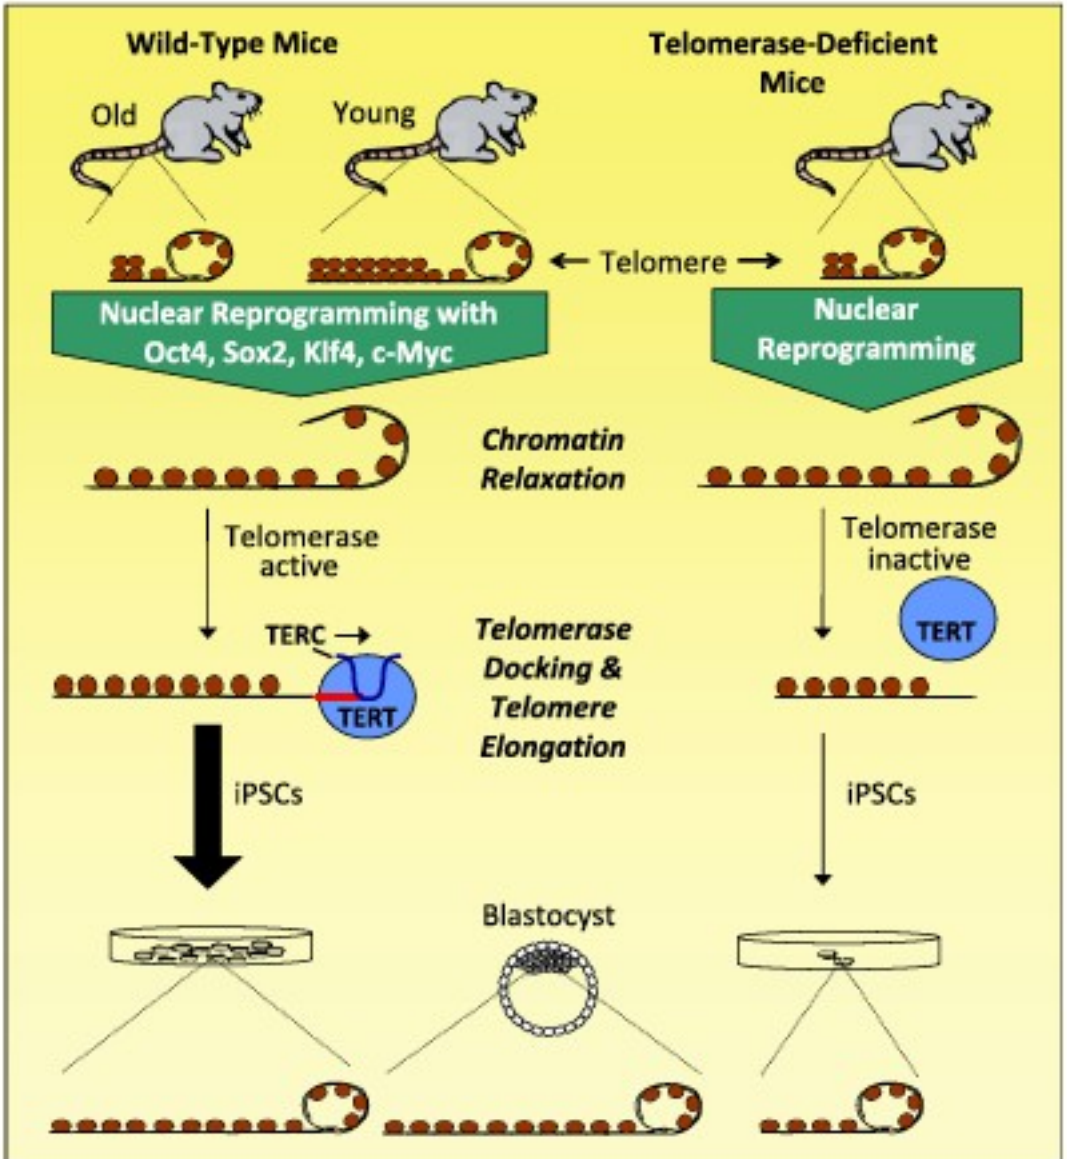 Wild-Type Mice
Telomerase-Deficient
Mice
Old
Young
Telomere
Nuclear Reprogramming with
Oct4, Sox2, Klf4, c-Myc
Nuclear
Reprogramming
Chromatin
Relaxation
Telomerase
active
Telomerase
inactive
TERC
TERT
Telomerase
Docking &
Telomere
Elongation
TERT
iPSCs
iPSCs
Blastocyst